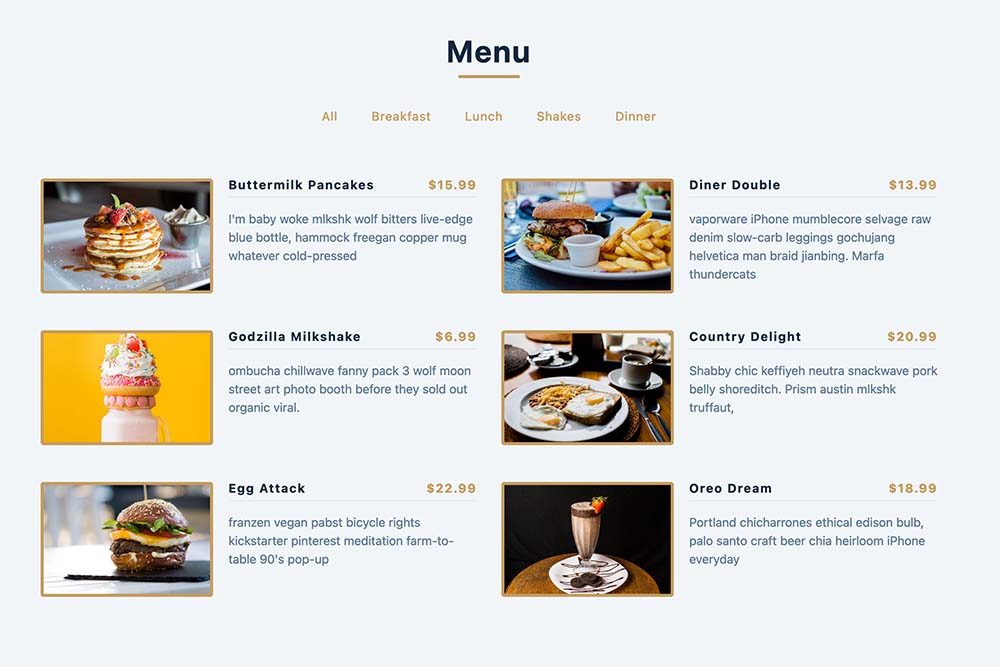 Menu
All Breakfast Lunch Shakes Dinner
Buttermilk Pancakes $15.99
I'm baby woke mlkshk wolf bitters live-edge
blue bottle, hammock freegan copper mug
whatever cold-pressed
Diner Double $13.99
vaporware iPhone mumblecore selvage raw
denim slow-carb leggings gochujang
helvetica man braid jianbing. Marfa
thundercats
Godzilla Milkshake $6.99
ombucha chillwave fanny pack 3 wolf moon
street art photo booth before they sold out
organic viral.
Country Delight $20.99
Shabby chic keffiyeh neutra snackwave pork
belly shoreditch. Prism austin mlkshk
truffaut,
Egg Attack $22.99
franzen vegan pabst bicycle rights
kickstarter pinterest meditation farm-to-
table 90's pop-up
Oreo Dream $18.99
Portland chicharrones ethical edison bulb,
palo santo craft beer chia heirloom iPhone
everyday